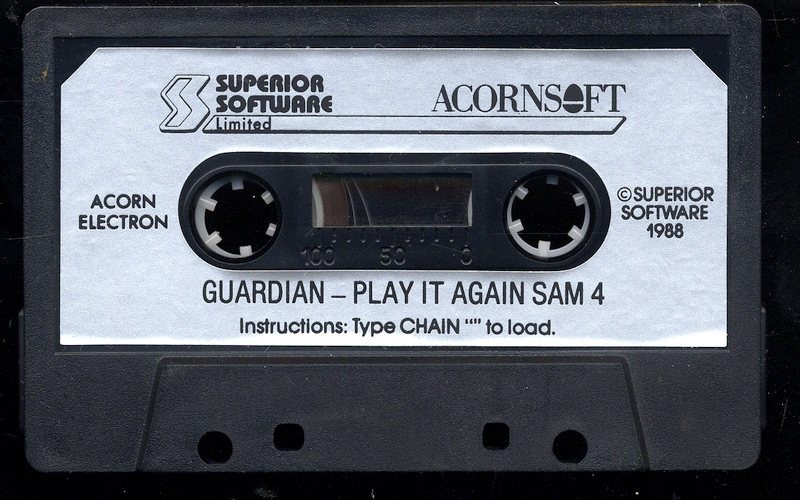 SUPERIOR
SOFTWARE
Limited
ACORNSOFT
ACORN
ELECTRON
©SUPERIOR
SOFTWARE
1988
100 50 0
GUARDIAN – PLAY IT AGAIN SAM 4
Instructions: Type CHAIN “” to load.